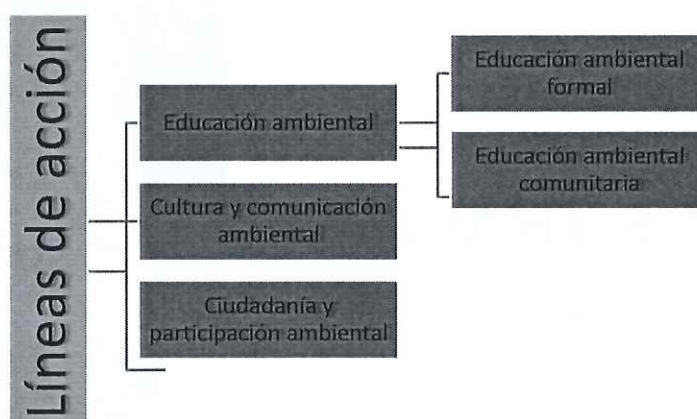 Líneas de acción
Educación ambiental
Educación ambiental
formal
Educación ambiental
comunitaria
Cultura y comunicación
ambiental
Ciudadanía y
participación ambiental